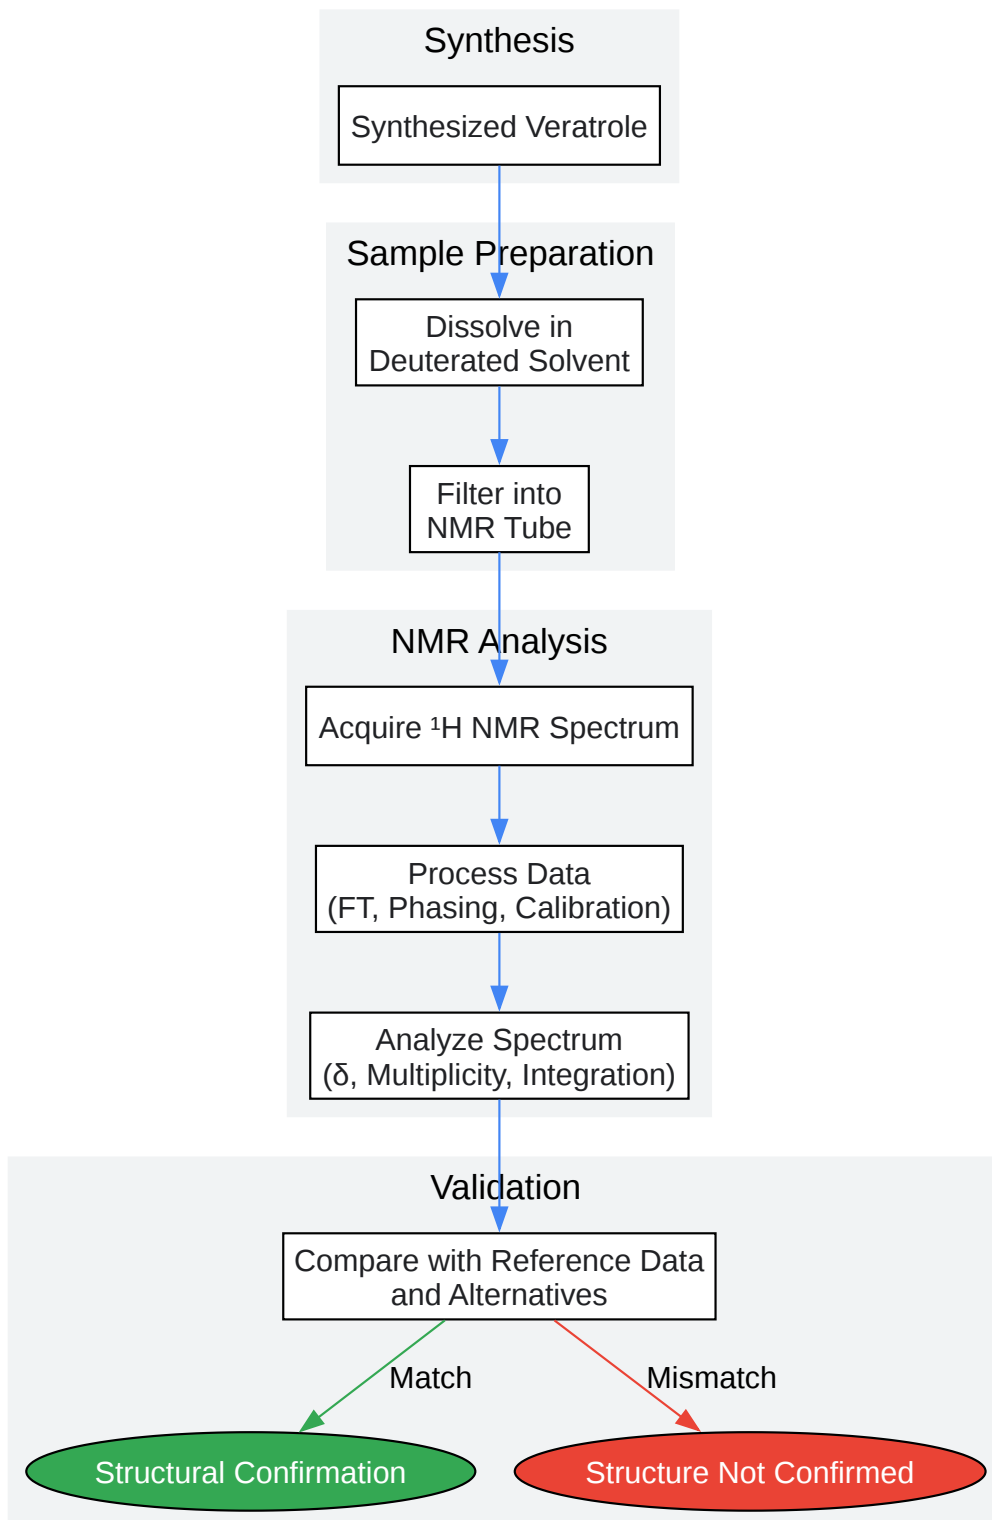 Synthesis
Synthesized Veratrole
Sample Preparation
Dissolve in
Deuterated Solvent
Filter into
NMR Tube
NMR Analysis
Acquire ¹H NMR Spectrum
Process Data
(FT, Phasing, Calibration)
Analyze Spectrum
(δ, Multiplicity, Integration)
Validation
Compare with Reference Data
and Alternatives
Match
Mismatch
Structural Confirmation
Structure Not Confirmed